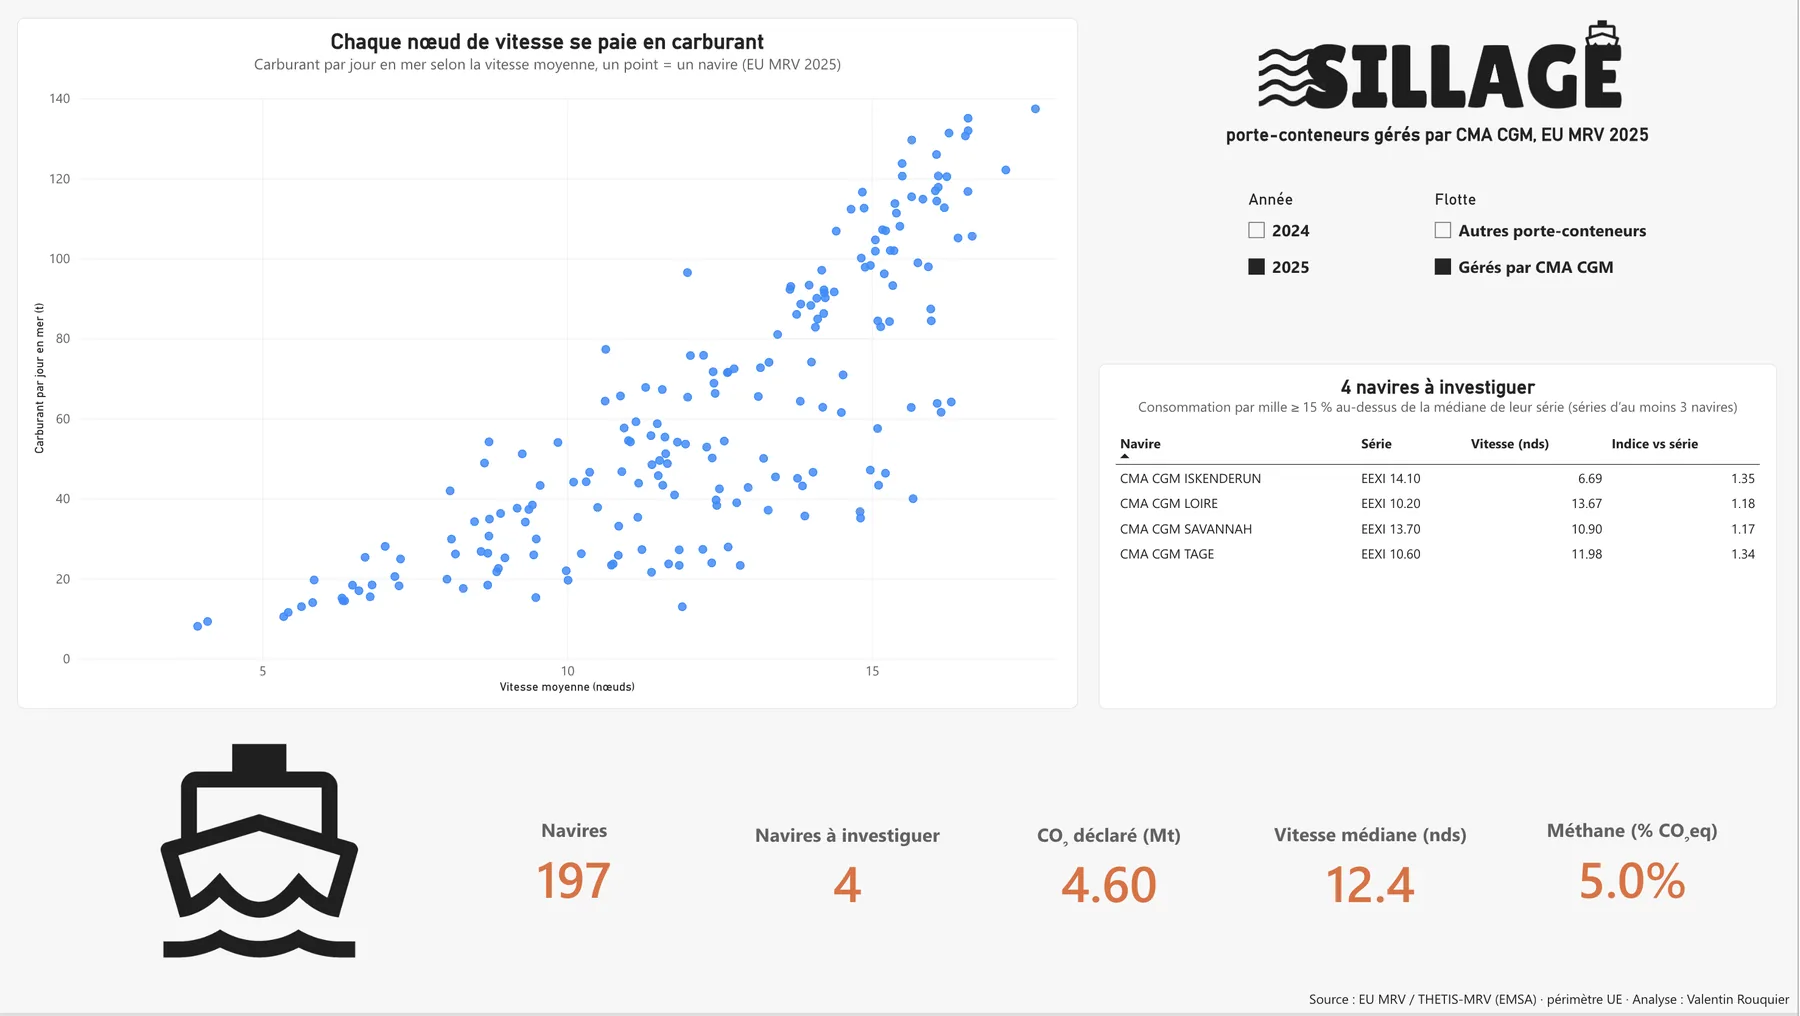 Chaque nœud de vitesse se paie en carburant
Carburant par jour en mer selon la vitesse moyenne, un point = un navire (EU MRV 2025)
140
120
100
80
60
40
20
0
5
10
15
Carburant par jour en mer (t)
Vitesse moyenne (nœuds)
SILLAGE
porte-conteneurs gérés par CMA CGM, EU MRV 2025
Année
2024
2025
Flotte
Autres porte-conteneurs
Gérés par CMA CGM
4 navires à investiguer
Consommation par mille ≥ 15 % au-dessus de la médiane de leur série (séries d’au moins 3 navires)
Navire Série Vitesse (nds) Indice vs série
CMA CGM ISKENDERUN EEXI 14.10 6.69 1.35
CMA CGM LOIRE EEXI 10.20 13.67 1.18
CMA CGM SAVANNAH EEXI 13.70 10.90 1.17
CMA CGM TAGE EEXI 10.60 11.98 1.34
Navires
197
Navires à investiguer
4
CO₂ déclaré (Mt)
4.60
Vitesse médiane (nds)
12.4
Méthane (% CO₂eq)
5.0%
Source : EU MRV / THETIS-MRV (EMSA) · périmètre UE · Analyse : Valentin Rouquier